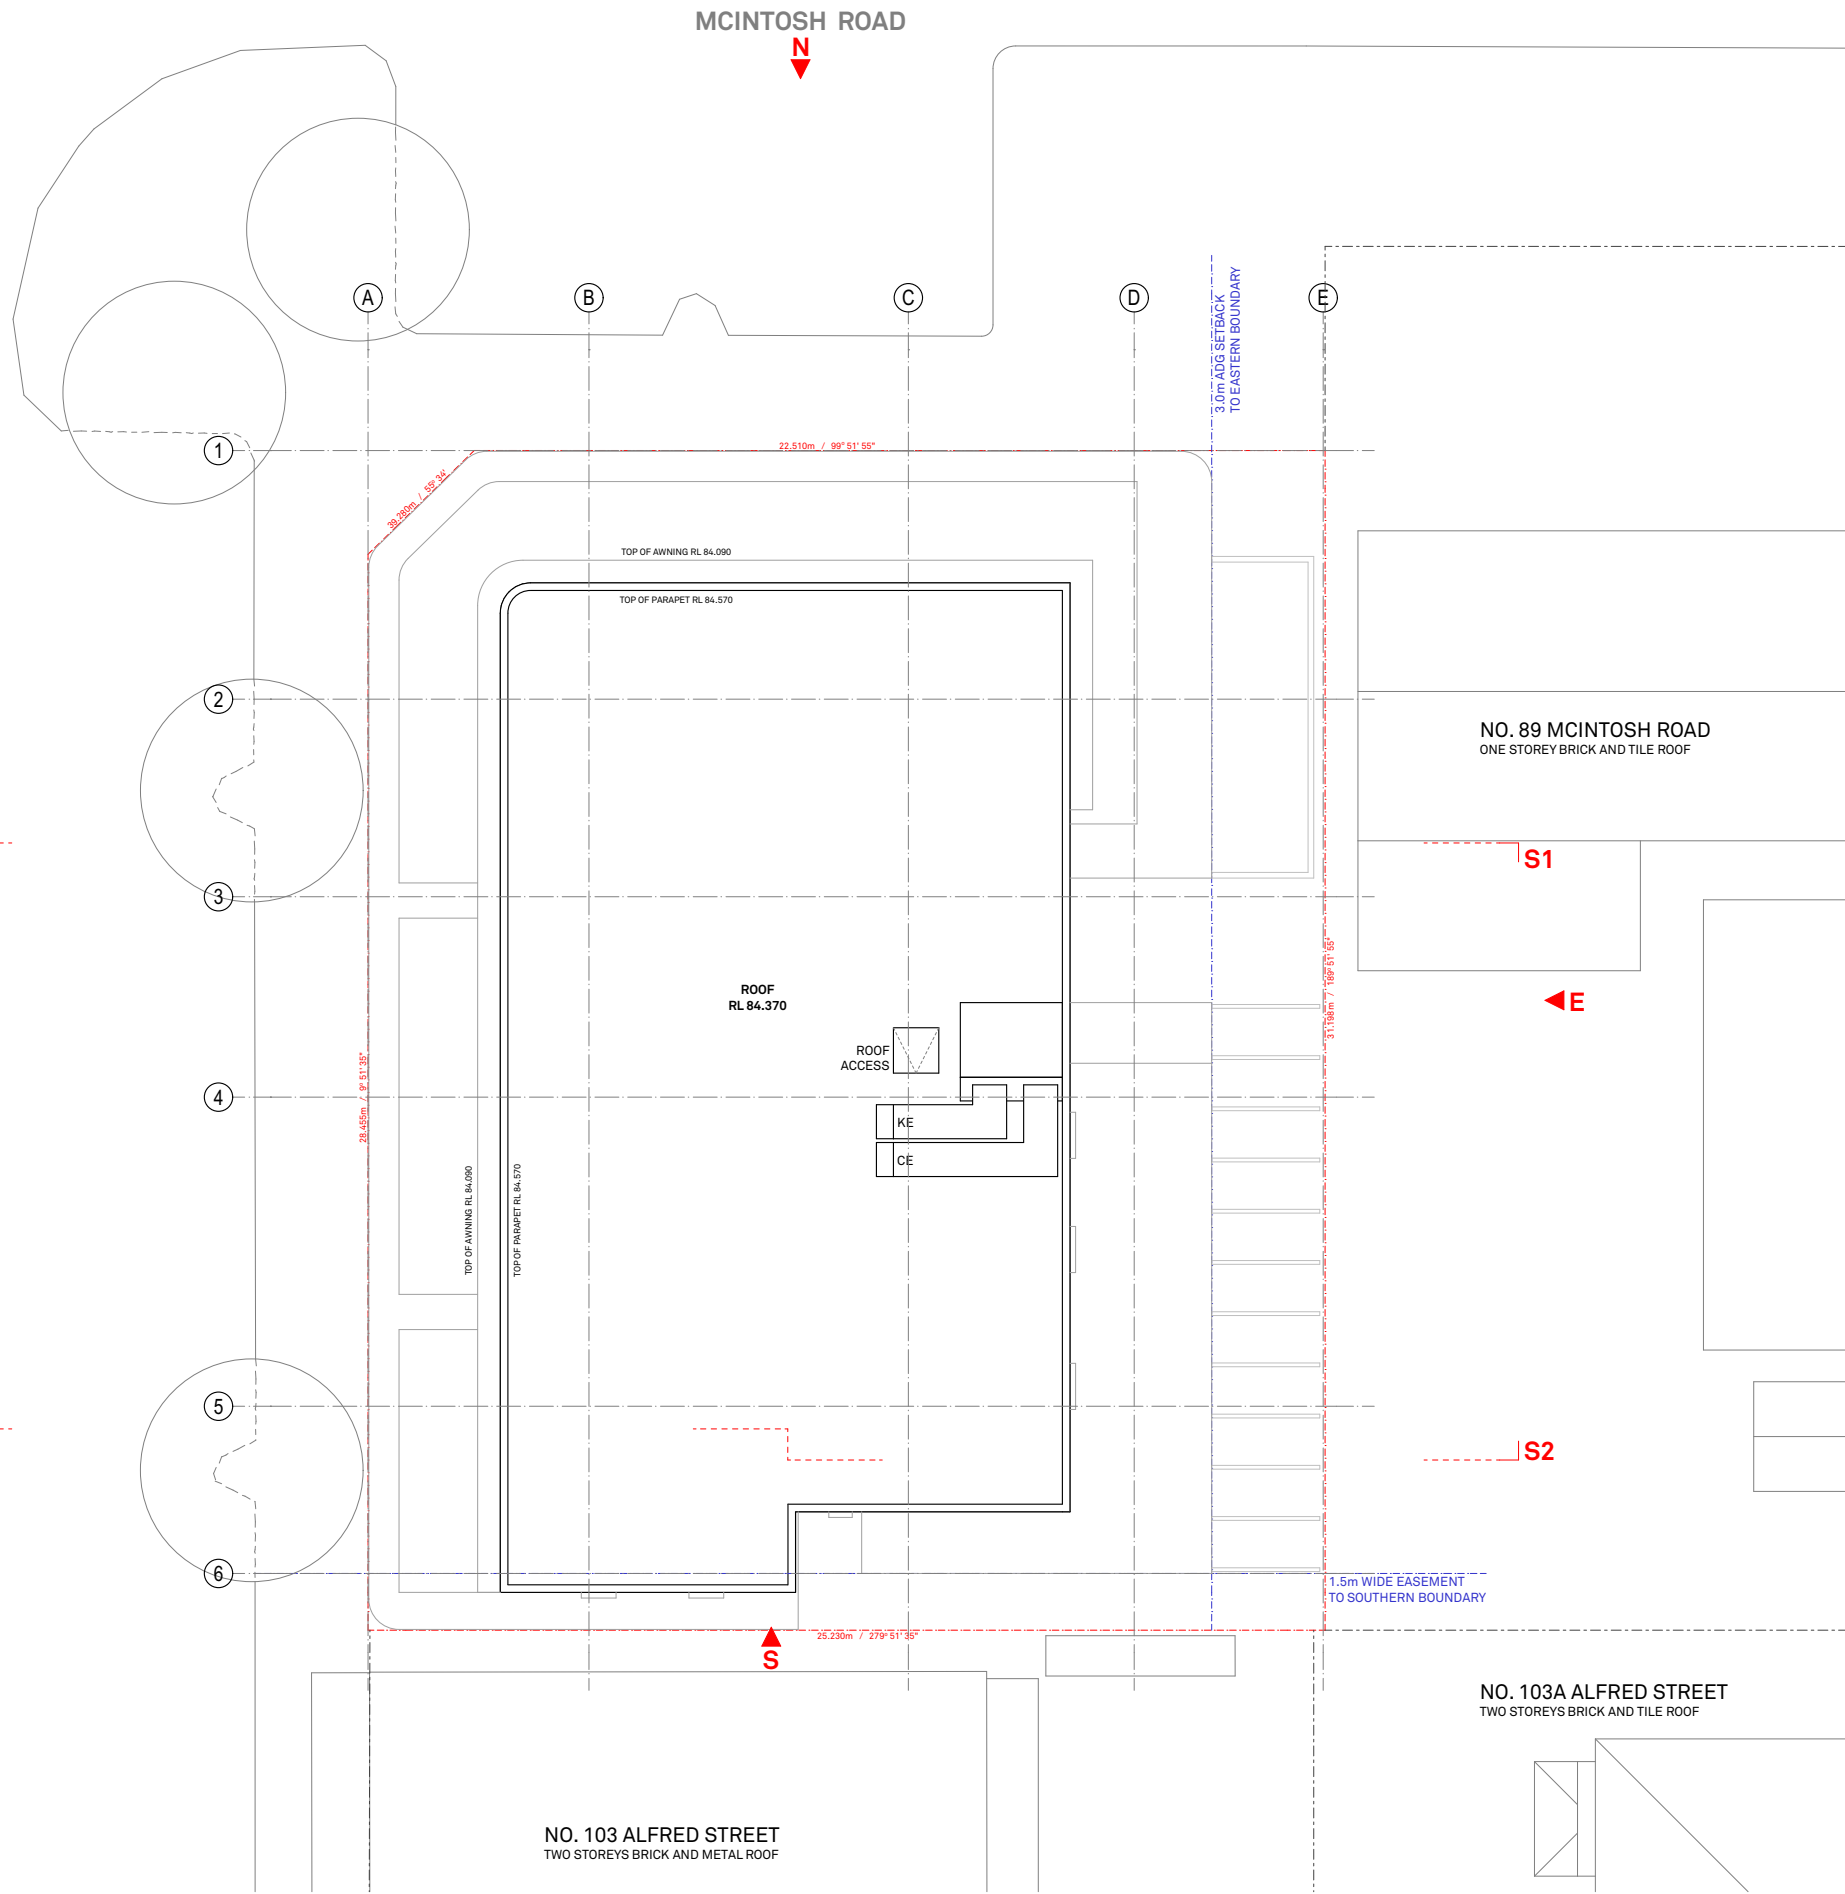 MCINTOSH ROAD
N
A
B
C
D
E
3.0m ADG SETBACK
TO EASTERN BOUNDARY
1
22.510m / 99° 51' 55"
39.280m / 55° 34'
TOP OF AWNING RL 84.090
TOP OF PARAPET RL 84.570
2
NO. 89 MCINTOSH ROAD
ONE STOREY BRICK AND TILE ROOF
S1
3
ROOF
RL 84.370
E
31.198m / 189° 51' 55"
ROOF
ACCESS
28.455m / 9° 51' 35"
4
KE
CE
TOP OF AWNING RL 84.090
TOP OF PARAPET RL 84.570
5
S2
6
1.5m WIDE EASEMENT
TO SOUTHERN BOUNDARY
25.230m / 279° 51' 35"
S
NO. 103A ALFRED STREET
TWO STOREYS BRICK AND TILE ROOF
NO. 103 ALFRED STREET
TWO STOREYS BRICK AND METAL ROOF